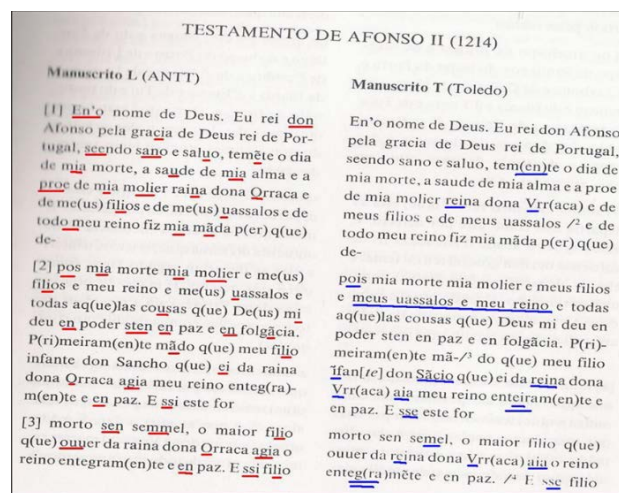 TESTAMENTO DE AFONSO II (1214)
Manuscrito L (ANTT)
[1] En'o nome de Deus. Eu rei don
Afonso pela gracia de Deus rei de Por-
tugal, seendo sano e saluo, temẽte o dia
de mia morte, a saude de mia alma e a
proe de mia molier raina dona Orraca e
de me(us) filios e de me(us) uassalos e de
todo meu reino fiz mia mãda p(er) q(ue)
de-
[2] pos mia morte mia molier e me(us)
filios e meu reino e me(us) uassalos e
todas aq(ue)las cousas q(ue) De(us) mi
deu en poder sten en paz e en folgãcia.
P(ri)meiram(en)te mãdo q(ue) meu filio
infante don Sancho q(ue) ei da raina
dona Orraca agia meu reino enteg(ra)-
m(en)te e en paz. E ssi este for
[3] morto sen semmel, o maior filio
q(ue) ouuer da raina dona Orraca agia o
reino entegram(en)te e en paz. E ssi filio
Manuscrito T (Toledo)
En'o nome de Deus. Eu rei don Afonso
pela gracia de Deus rei de Portugal,
seendo sano e saluo, tem(en)te o dia de
mia morte, a saude de mia alma e a proe
de mia molier reina dona Vrr(aca) e de
meus filios e de meus uassalos /² e de
todo meu reino fiz mia mãda p(er) q(ue)
de-
pois mia morte mia molier e meus filios
e meus uassalos e meu reino e todas
aq(ue)las cousas q(ue) Deus mi deu en
poder sten en paz e en folgãcia. P(ri)-
meiram(en)te mã-/³ do q(ue) meu filio
ĩfan[te] don Sãcio q(ue) ei da reina dona
Vrr(aca) aia meu reino enteiram(en)te e
en paz. E sse este for
morto sen semel, o maior filio q(ue)
ouuer da reina dona Vrr(aca) aia o reino
enteg(ra)mẽte e en paz. /⁴ E sse filio